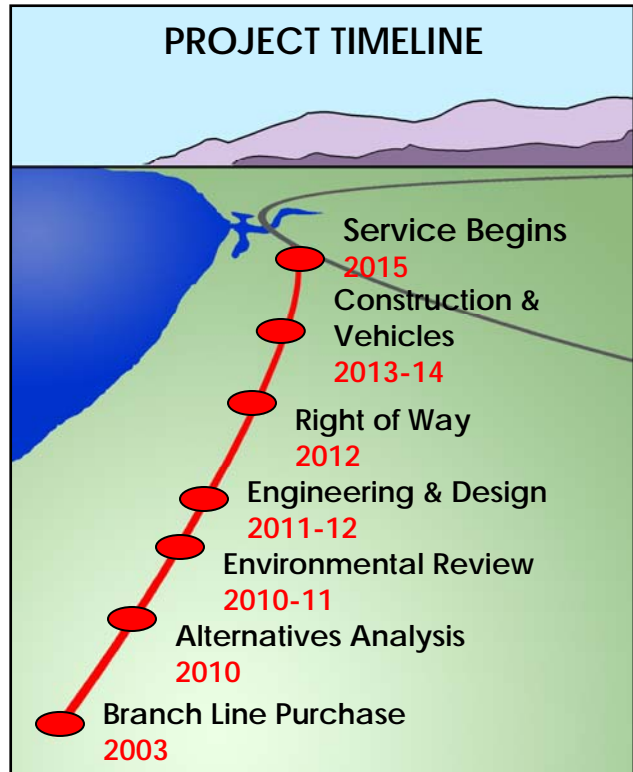 PROJECT TIMELINE
Service Begins
2015
Construction &
Vehicles
2013-14
Right of Way
2012
Engineering & Design
2011-12
Environmental Review
2010-11
Alternatives Analysis
2010
Branch Line Purchase
2003